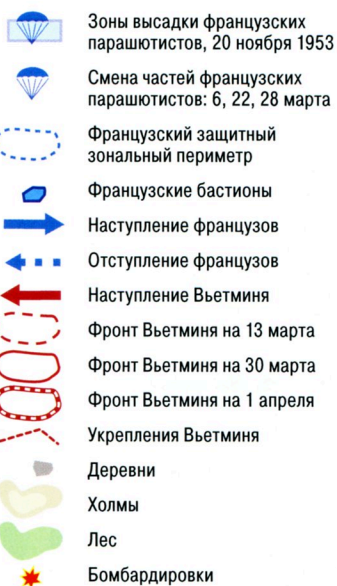 Зоны высадки французских
парашютистов, 20 ноября 1953
Смена частей французских
парашютистов: 6, 22, 28 марта
Французский защитный
зональный периметр
Французские бастионы
Наступление французов
Отступление французов
Наступление Вьетминя
Фронт Вьетминя на 13 марта
Фронт Вьетминя на 30 марта
Фронт Вьетминя на 1 апреля
Укрепления Вьетминя
Деревни
Холмы
Лес
Бомбардировки